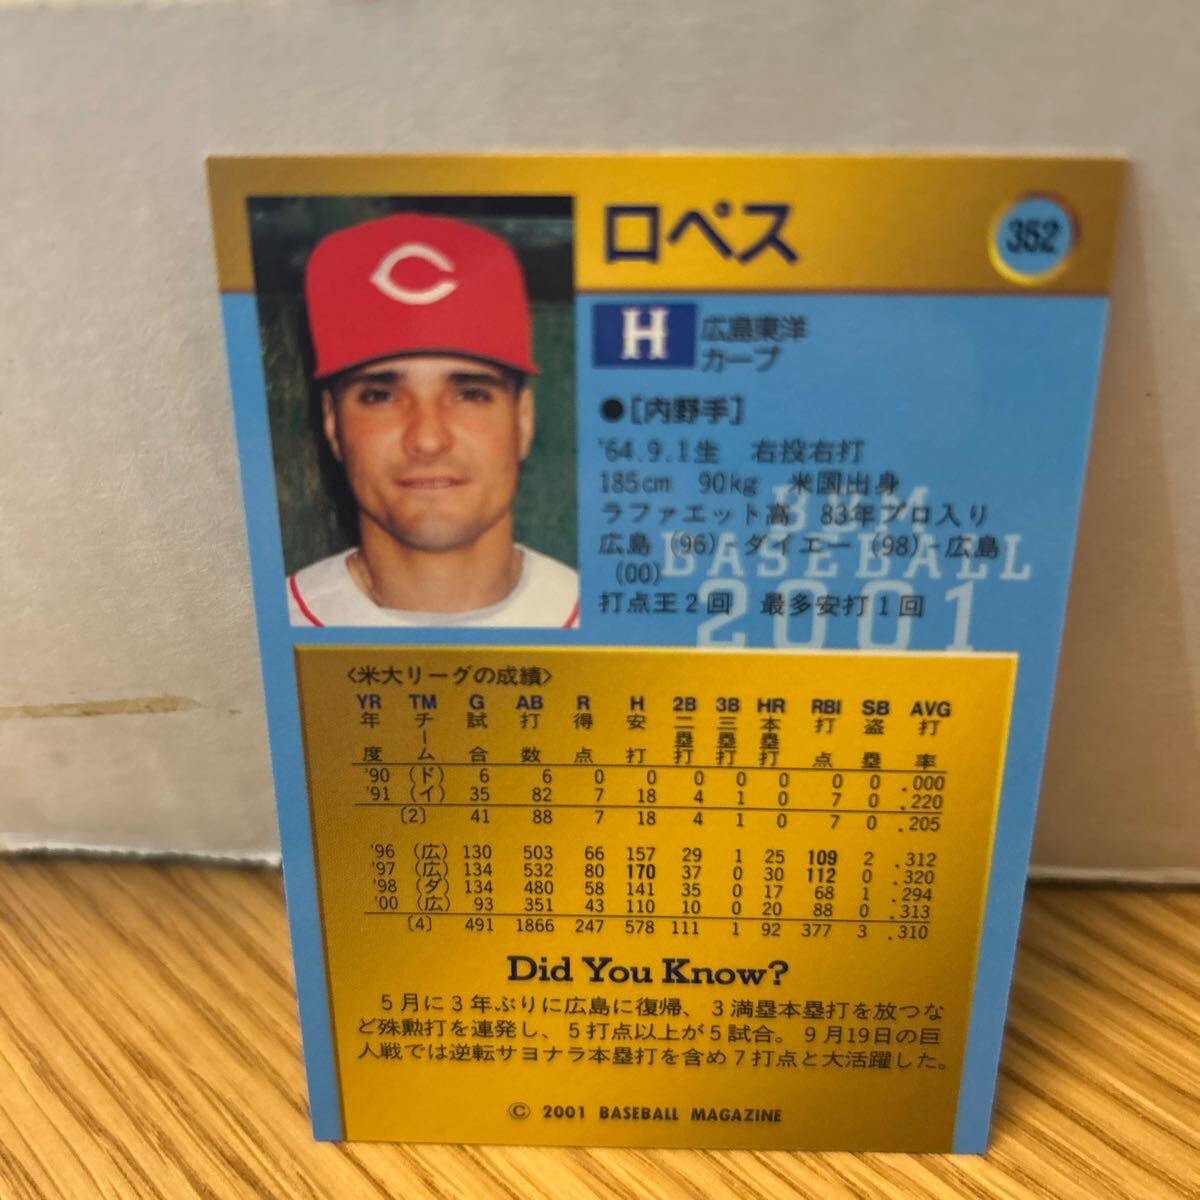 ロペス
352
H
広島東洋
カープ
●[内野手]
'64.9.1生 右投右打
185cm 90kg 米国出身
ラファエット高 83年プロ入り
広島(96)-ダイエー(98)-広島
(00)
打点王2回 最多安打1回
BBM
BASEBALL
2001
〈米大リーグの成績〉
YR TM G AB R H 2B 3B HR RBI SB AVG
年度 チーム 試合 打数 得点 安打 二塁打 三塁打 本塁打 打点 盗塁 打率
'90 (ド) 6 6 0 0 0 0 0 0 0 .000
'91 (イ) 35 82 7 18 4 1 0 7 0 .220
〔2〕 41 88 7 18 4 1 0 7 0 .205
'96 (広) 130 503 66 157 29 1 25 109 2 .312
'97 (広) 134 532 80 170 37 0 30 112 0 .320
'98 (ダ) 134 480 58 141 35 0 17 68 1 .294
'00 (広) 93 351 43 110 10 0 20 88 0 .313
〔4〕 491 1866 247 578 111 1 92 377 3 .310
Did You Know?
5月に3年ぶりに広島に復帰、3満塁本塁打を放つな
ど殊勲打を連発し、5打点以上が5試合。9月19日の巨
人戦では逆転サヨナラ本塁打を含め7打点と大活躍した。
© 2001 BASEBALL MAGAZINE